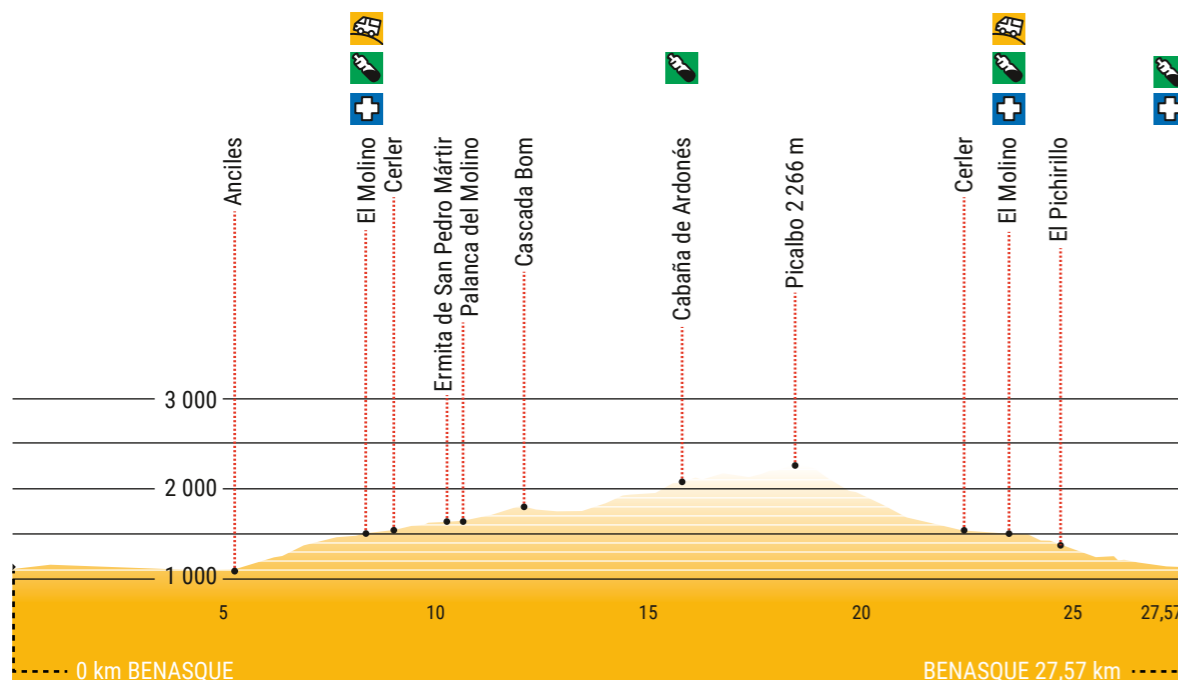 Anciles
El Molino
Cerler
Ermita de San Pedro Mártir
Palanca del Molino
Cascada Bom
Cabaña de Ardonés
Picalbo 2 266 m
Cerler
El Molino
El Pichirillo
3 000
2 000
1 000
5
10
15
20
25
27,57
0 km BENASQUE
BENASQUE 27,57 km